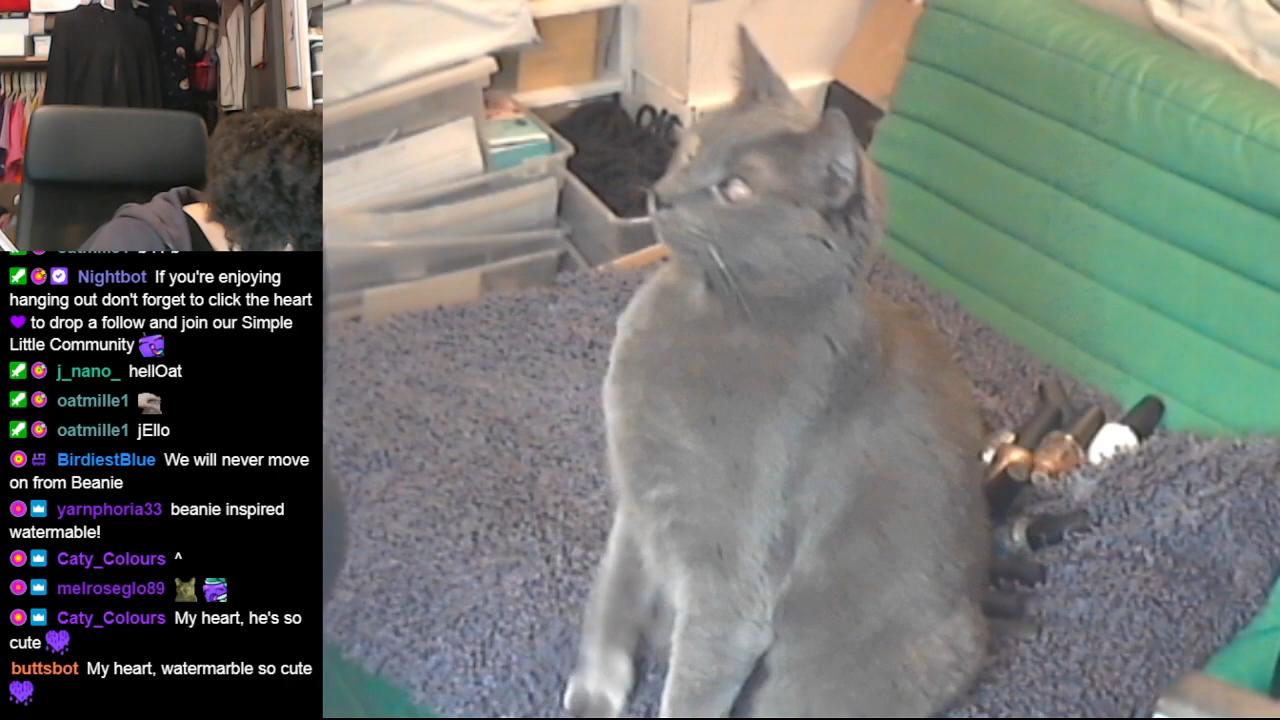 Nightbot If you're enjoying
hanging out don't forget to click the heart
to drop a follow and join our Simple
Little Community
j_nano_ hellOat
oatmille1
oatmille1 jEllo
BirdiestBlue We will never move
on from Beanie
yarnphoria33 beanie inspired
watermable!
Caty_Colours ^
melroseglo89
Caty_Colours My heart, he's so
cute
buttsbot My heart, watermarble so cute